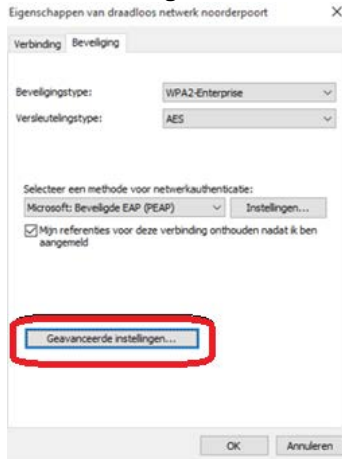 Eigenschappen van draadloos netwerk noorderpoort
Verbinding Beveiliging
Beveiligingstype: WPA2-Enterprise
Versleutelingstype: AES
Selecteer een methode voor netwerkauthenticatie:
Microsoft: Beveiligde EAP (PEAP) Instellingen...
Mijn referenties voor deze verbinding onthouden nadat ik ben
aangemeld
Geavanceerde instellingen...
OK Annuleren